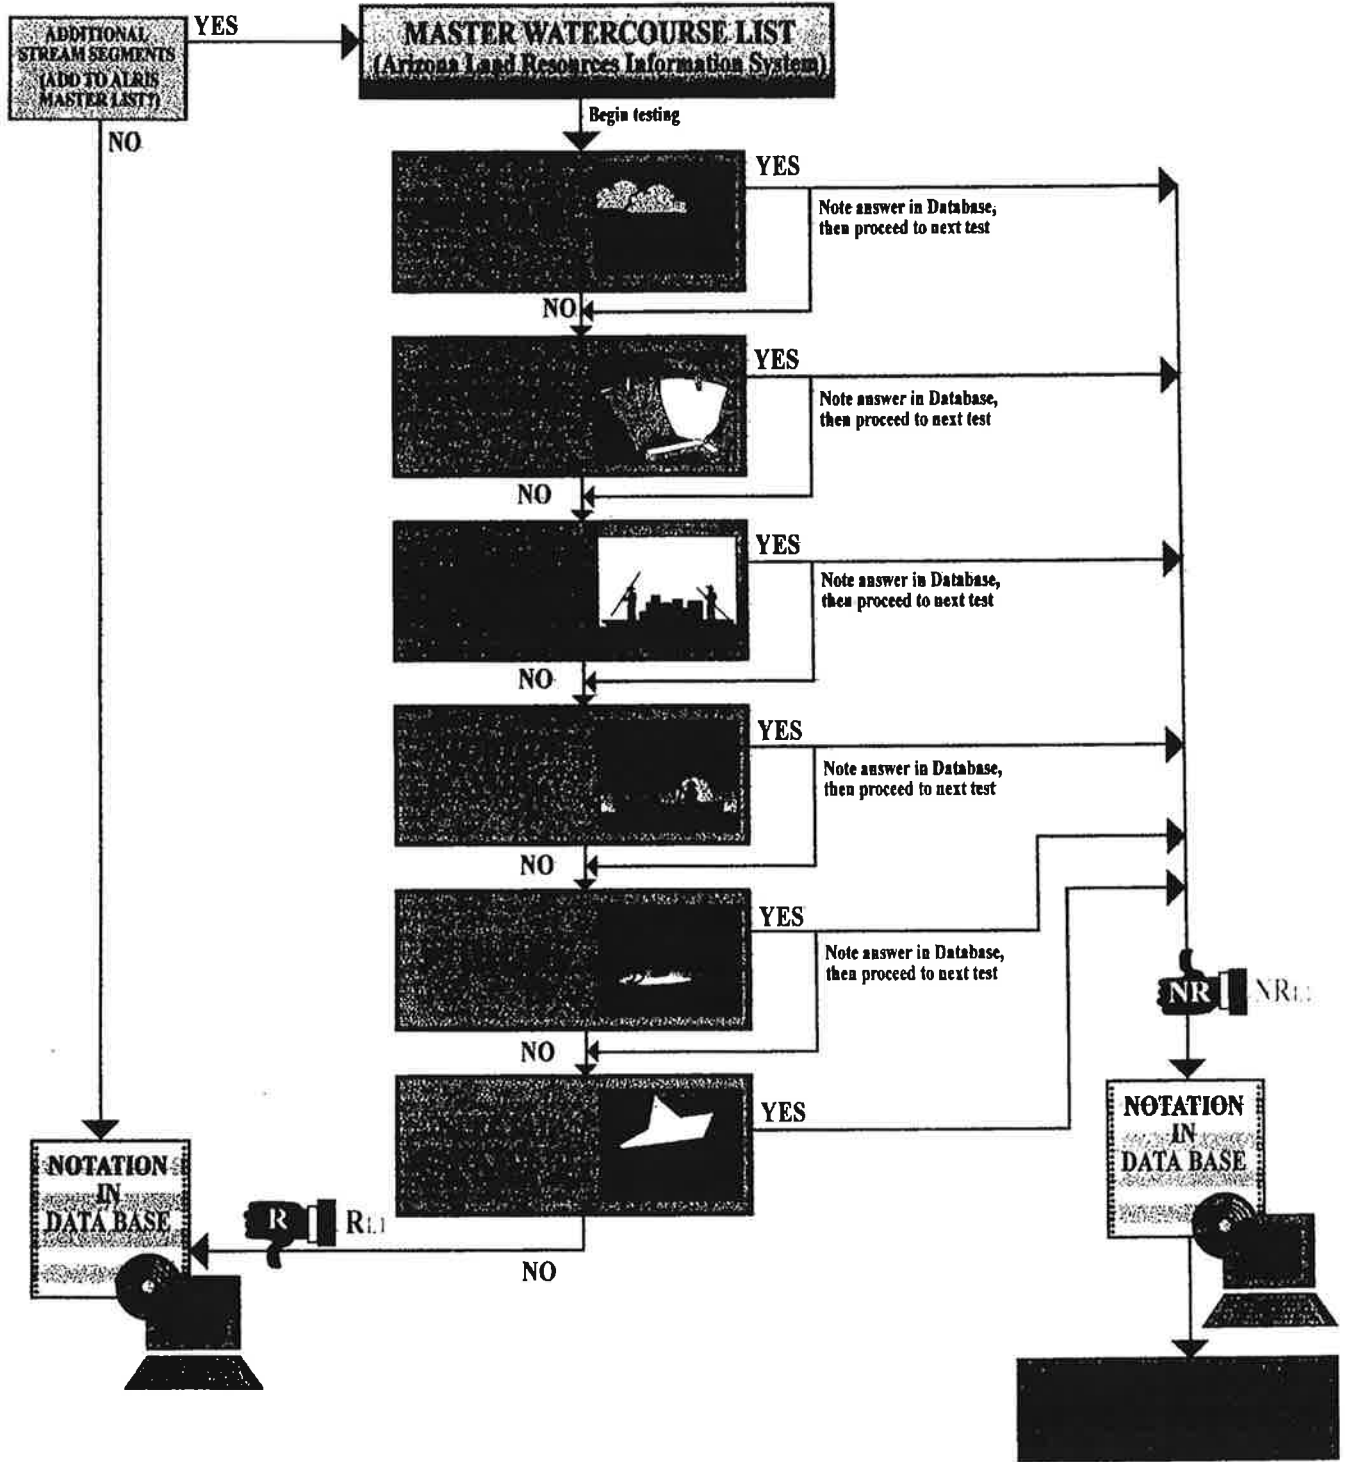 ADDITIONAL
STREAM SEGMENTS
(ADD TO ALRIS
MASTER LIST?)
YES
NO
MASTER WATERCOURSE LIST
(Arizona Land Resources Information System)
Begin testing
YES
Note answer in Database,
then proceed to next test
NO
YES
Note answer in Database,
then proceed to next test
NO
YES
Note answer in Database,
then proceed to next test
NO
YES
Note answer in Database,
then proceed to next test
NO
YES
Note answer in Database,
then proceed to next test
NO
YES
NO
R
NOTATION
IN
DATA BASE
NR
NOTATION
IN
DATA BASE